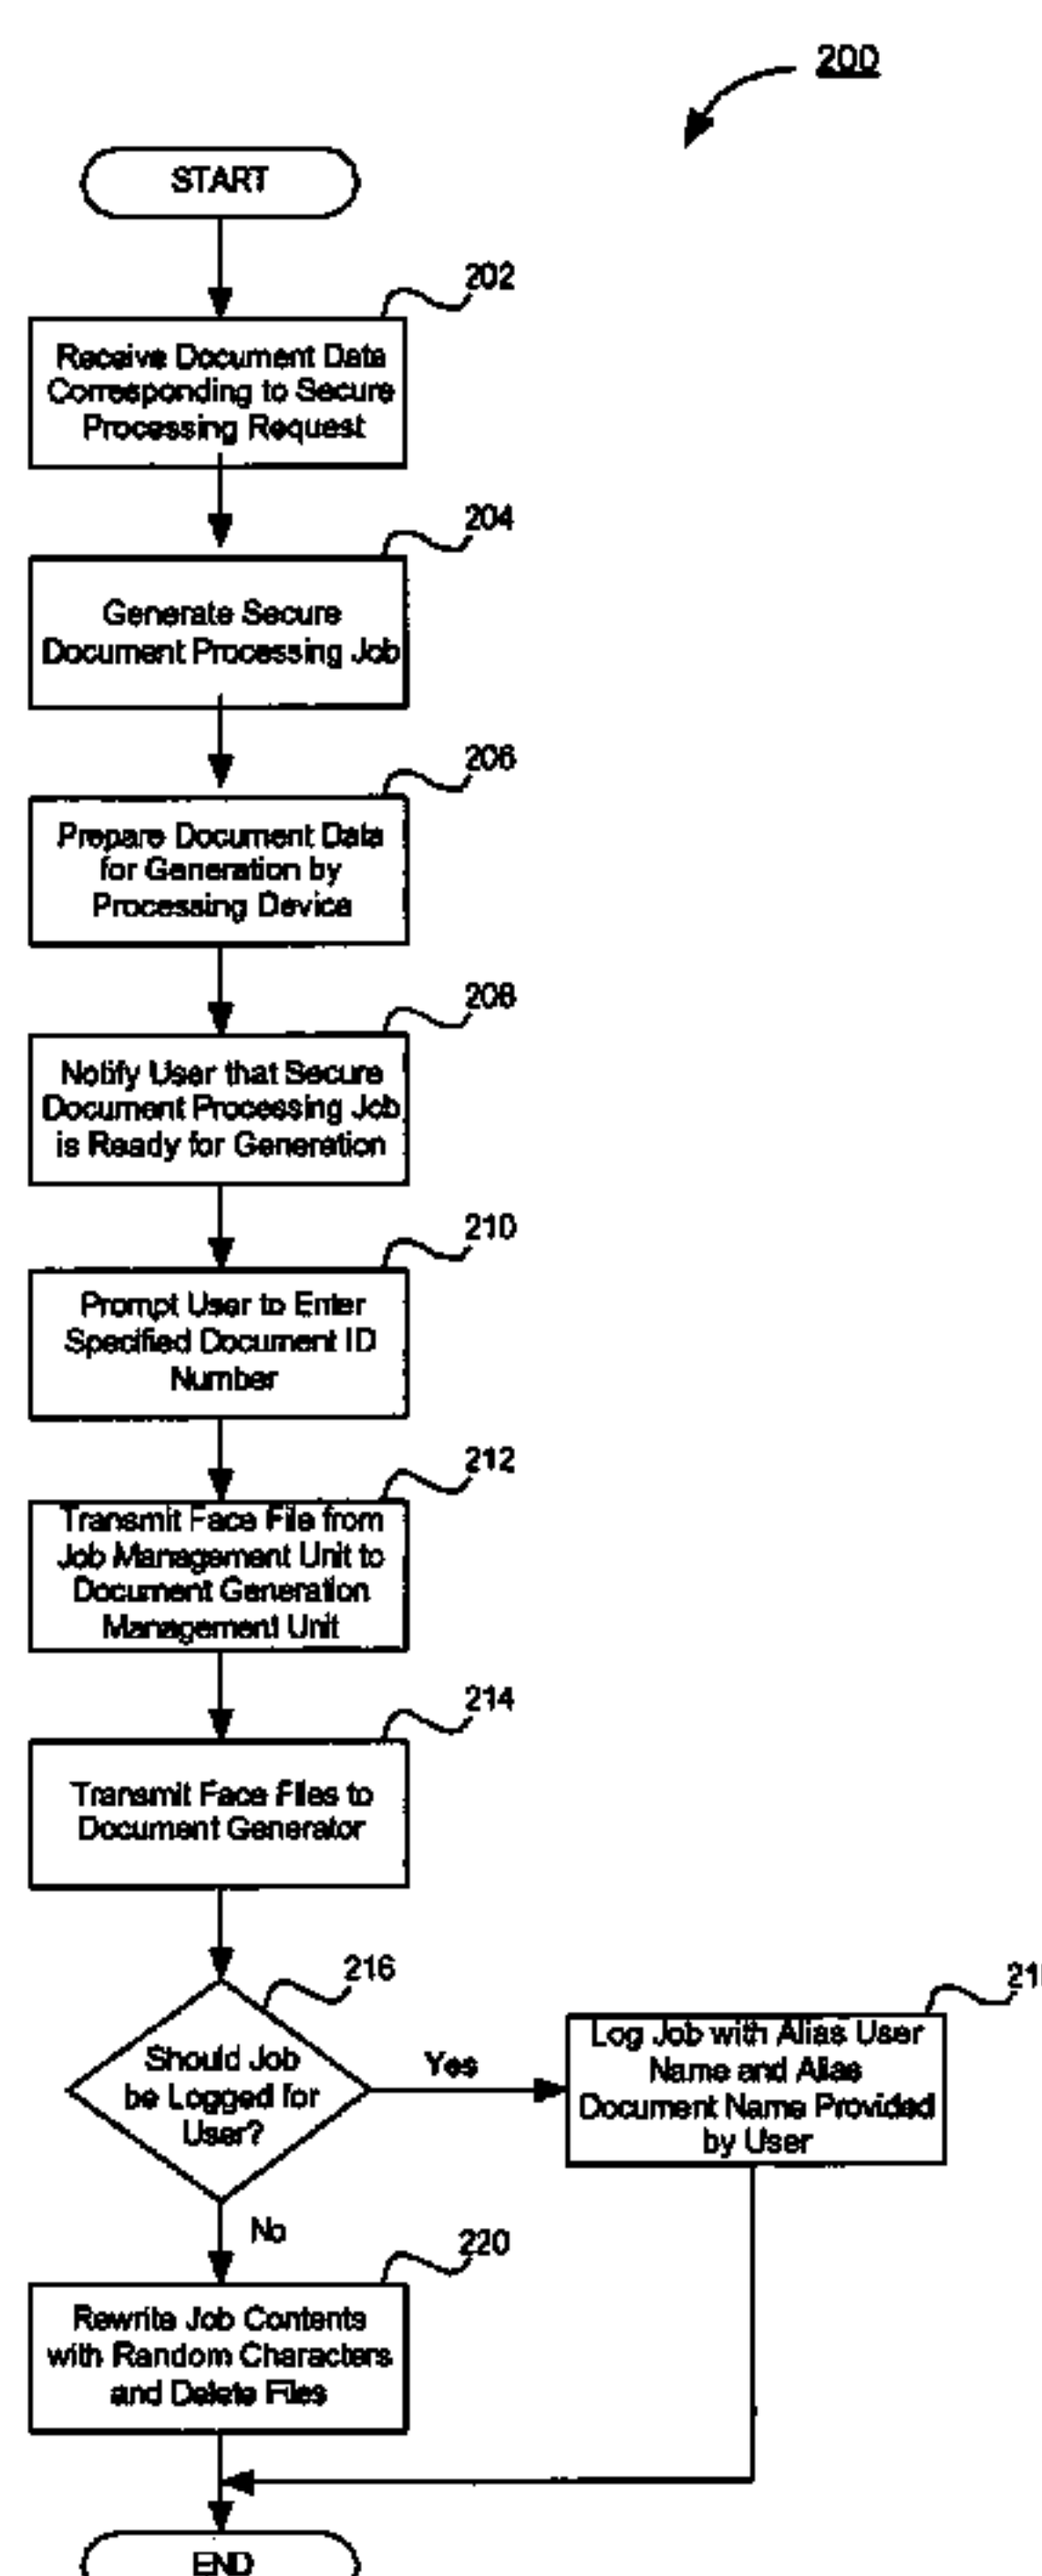 200
START
202
Receive Document Data
Corresponding to Secure
Processing Request
204
Generate Secure
Document Processing Job
206
Prepare Document Data
for Generation by
Processing Device
208
Notify User that Secure
Document Processing Job
is Ready for Generation
210
Prompt User to Enter
Specified Document ID
Number
212
Transmit Face File from
Job Management Unit to
Document Generation
Management Unit
214
Transmit Face Files to
Document Generator
216
Should Job
be Logged for
User?
Yes
Log Job with Alias User
Name and Alias
Document Name Provided
by User
No
220
Rewrite Job Contents
with Random Characters
and Delete Files
END